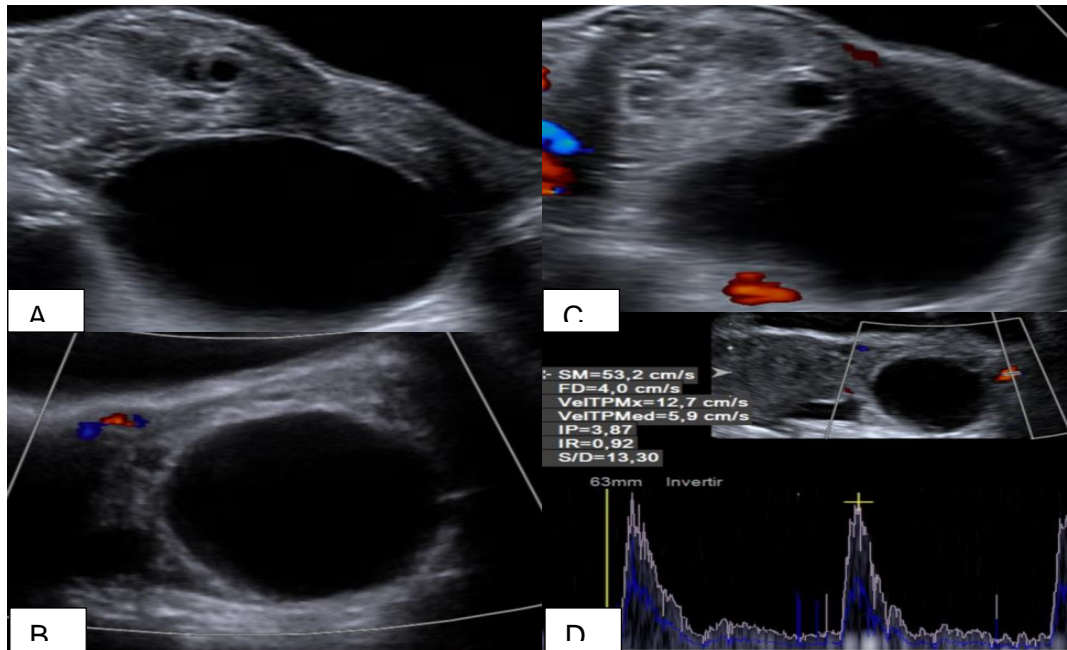 A
C
SM=53,2 cm/s
FD=4,0 cm/s
VelTPMx=12,7 cm/s
VelTPMed=5,9 cm/s
IP=3,87
IR=0,92
S/D=13,30
63mm Invertir
B
D